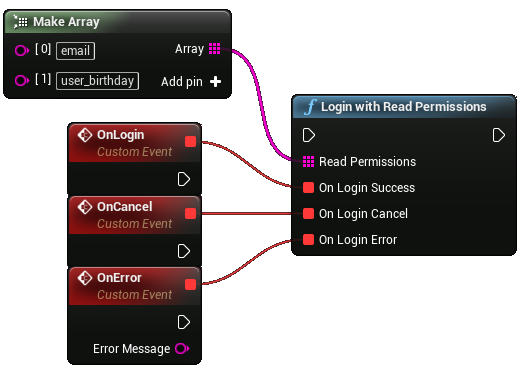 Make Array
[0] email
Array
[1] user_birthday
Add pin
Login with Read Permissions
Read Permissions
On Login Success
On Login Cancel
On Login Error
OnLogin
Custom Event
OnCancel
Custom Event
OnError
Custom Event
Error Message